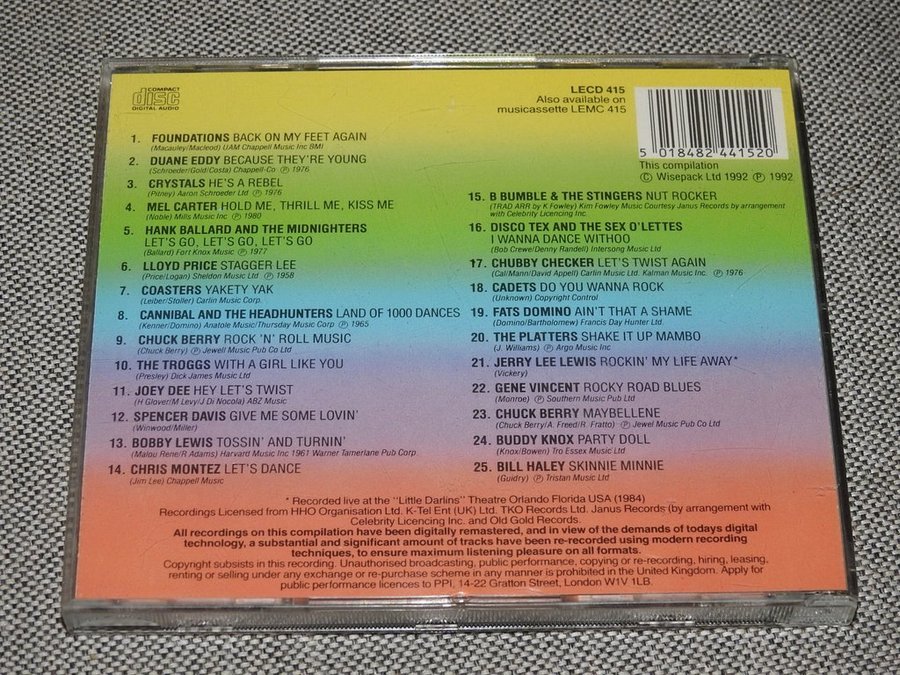 COMPACT
disc
DIGITAL AUDIO
LECD 415
Also available on
musicassette LEMC 415
5 018482 441520
This compilation
Ⓒ Wisepack Ltd 1992 Ⓟ 1992
1. FOUNDATIONS BACK ON MY FEET AGAIN
(Macauley/Macleod) UAM Chappell Music Inc BMI
2. DUANE EDDY BECAUSE THEY'RE YOUNG
(Schroeder/Gold/Costa) Chappell-Co Ⓟ 1976
3. CRYSTALS HE'S A REBEL
(Pitney) Aaron Schroeder Ltd Ⓟ 1976
4. MEL CARTER HOLD ME, THRILL ME, KISS ME
(Noble) Mills Music Inc Ⓟ 1980
5. HANK BALLARD AND THE MIDNIGHTERS
LET'S GO, LET'S GO, LET'S GO
(Ballard) Fort Knox Music Ⓟ 1977
6. LLOYD PRICE STAGGER LEE
(Price/Logan) Sheldon Music Ltd Ⓟ 1958
7. COASTERS YAKETY YAK
(Leiber/Stoller) Carlin Music Corp.
8. CANNIBAL AND THE HEADHUNTERS LAND OF 1000 DANCES
(Kenner/Domino) Anatole Music/Thursday Music Corp Ⓟ 1965
9. CHUCK BERRY ROCK 'N' ROLL MUSIC
(Chuck Berry) Ⓟ Jewell Music Pub Co Ltd
10. THE TROGGS WITH A GIRL LIKE YOU
(Presley) Dick James Music Ltd
11. JOEY DEE HEY LET'S TWIST
(H Glover/M Levy/J Di Nocola) ABZ Music
12. SPENCER DAVIS GIVE ME SOME LOVIN'
(Winwood/Miller)
13. BOBBY LEWIS TOSSIN' AND TURNIN'
(Malou Rene/R Adams) Harvard Music Inc 1961 Warner Tamerlane Pub Corp.
14. CHRIS MONTEZ LET'S DANCE
(Jim Lee) Chappell Music
15. B BUMBLE & THE STINGERS NUT ROCKER
(TRAD ARR by K Fowley) Kim Fowley Music Courtesy Janus Records by arrangement
with Celebrity Licencing Inc.
16. DISCO TEX AND THE SEX O'LETTES
I WANNA DANCE WITHOO
(Bob Crewe/Denny Randell) Intersong Music Ltd
17. CHUBBY CHECKER LET'S TWIST AGAIN
(Cal/Mann/David Appell) Carlin Music Ltd. Kalman Music Inc. Ⓟ 1976
18. CADETS DO YOU WANNA ROCK
(Unknown) Copyright Control
19. FATS DOMINO AIN'T THAT A SHAME
(Domino/Bartholomew) Francis Day Hunter Ltd
20. THE PLATTERS SHAKE IT UP MAMBO
(J. Williams) Ⓟ Argo Music Inc
21. JERRY LEE LEWIS ROCKIN' MY LIFE AWAY*
(Vickery)
22. GENE VINCENT ROCKY ROAD BLUES
(Monroe) Ⓟ Southern Music Pub Ltd
23. CHUCK BERRY MAYBELLENE
(Chuck Berry/A. Freed/R. Fratto) Ⓟ Jewel Music Pub Co Ltd
24. BUDDY KNOX PARTY DOLL
(Knox/Bowen) Tro Essex Music Ltd
25. BILL HALEY SKINNIE MINNIE
(Guidry) Ⓟ Tristan Music Ltd
* Recorded live at the "Little Darlins" Theatre Orlando Florida USA (1984)
Recordings Licensed from HHO Organisation Ltd. K-Tel Ent (UK) Ltd. TKO Records Ltd. Janus Records (by arrangement with
Celebrity Licencing Inc. and Old Gold Records.
All recordings on this compilation have been digitally remastered, and in view of the demands of todays digital
technology, a substantial and significant amount of tracks have been re-recorded using modern recording
techniques, to ensure maximum listening pleasure on all formats.
Copyright subsists in this recording. Unauthorised broadcasting, public performance, copying or re-recording, hiring, leasing,
renting or selling under any exchange or re-purchase scheme in any manner is prohibited in the United Kingdom. Apply for
public performance licences to PPI, 14-22 Gratton Street, London W1V 1LB.